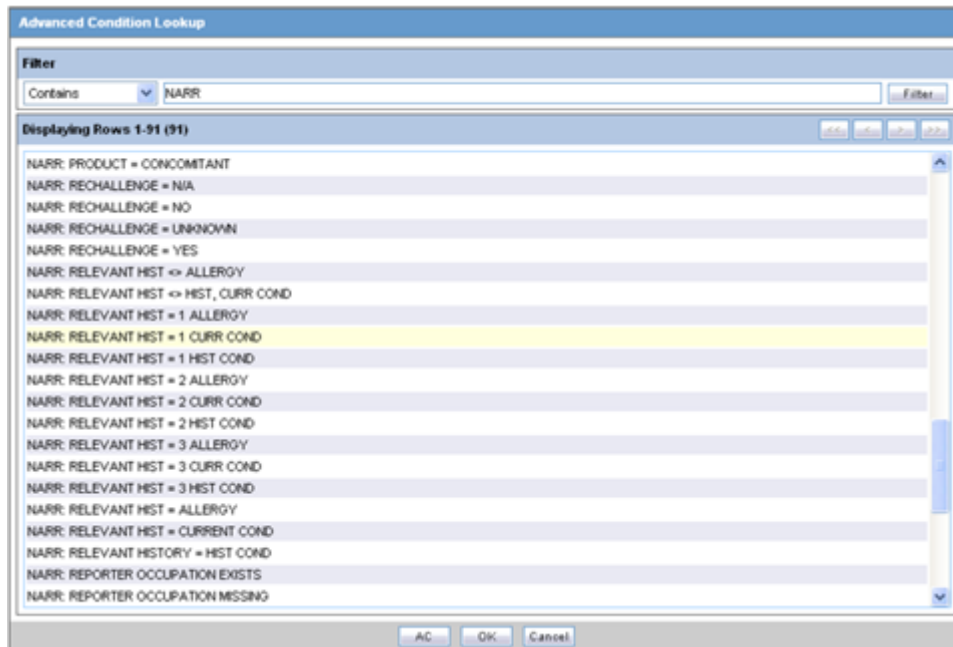 Advanced Condition Lookup
Filter
Contains NARR Filter
Displaying Rows 1-91 (91) << < > >>
NARR: PRODUCT = CONCOMITANT
NARR: RECHALLENGE = N/A
NARR: RECHALLENGE = NO
NARR: RECHALLENGE = UNKNOWN
NARR: RECHALLENGE = YES
NARR: RELEVANT HIST <> ALLERGY
NARR: RELEVANT HIST <> HIST, CURR COND
NARR: RELEVANT HIST = 1 ALLERGY
NARR: RELEVANT HIST = 1 CURR COND
NARR: RELEVANT HIST = 1 HIST COND
NARR: RELEVANT HIST = 2 ALLERGY
NARR: RELEVANT HIST = 2 CURR COND
NARR: RELEVANT HIST = 2 HIST COND
NARR: RELEVANT HIST = 3 ALLERGY
NARR: RELEVANT HIST = 3 CURR COND
NARR: RELEVANT HIST = 3 HIST COND
NARR: RELEVANT HIST = ALLERGY
NARR: RELEVANT HIST = CURRENT COND
NARR: RELEVANT HISTORY = HIST COND
NARR: REPORTER OCCUPATION EXISTS
NARR: REPORTER OCCUPATION MISSING
AC OK Cancel